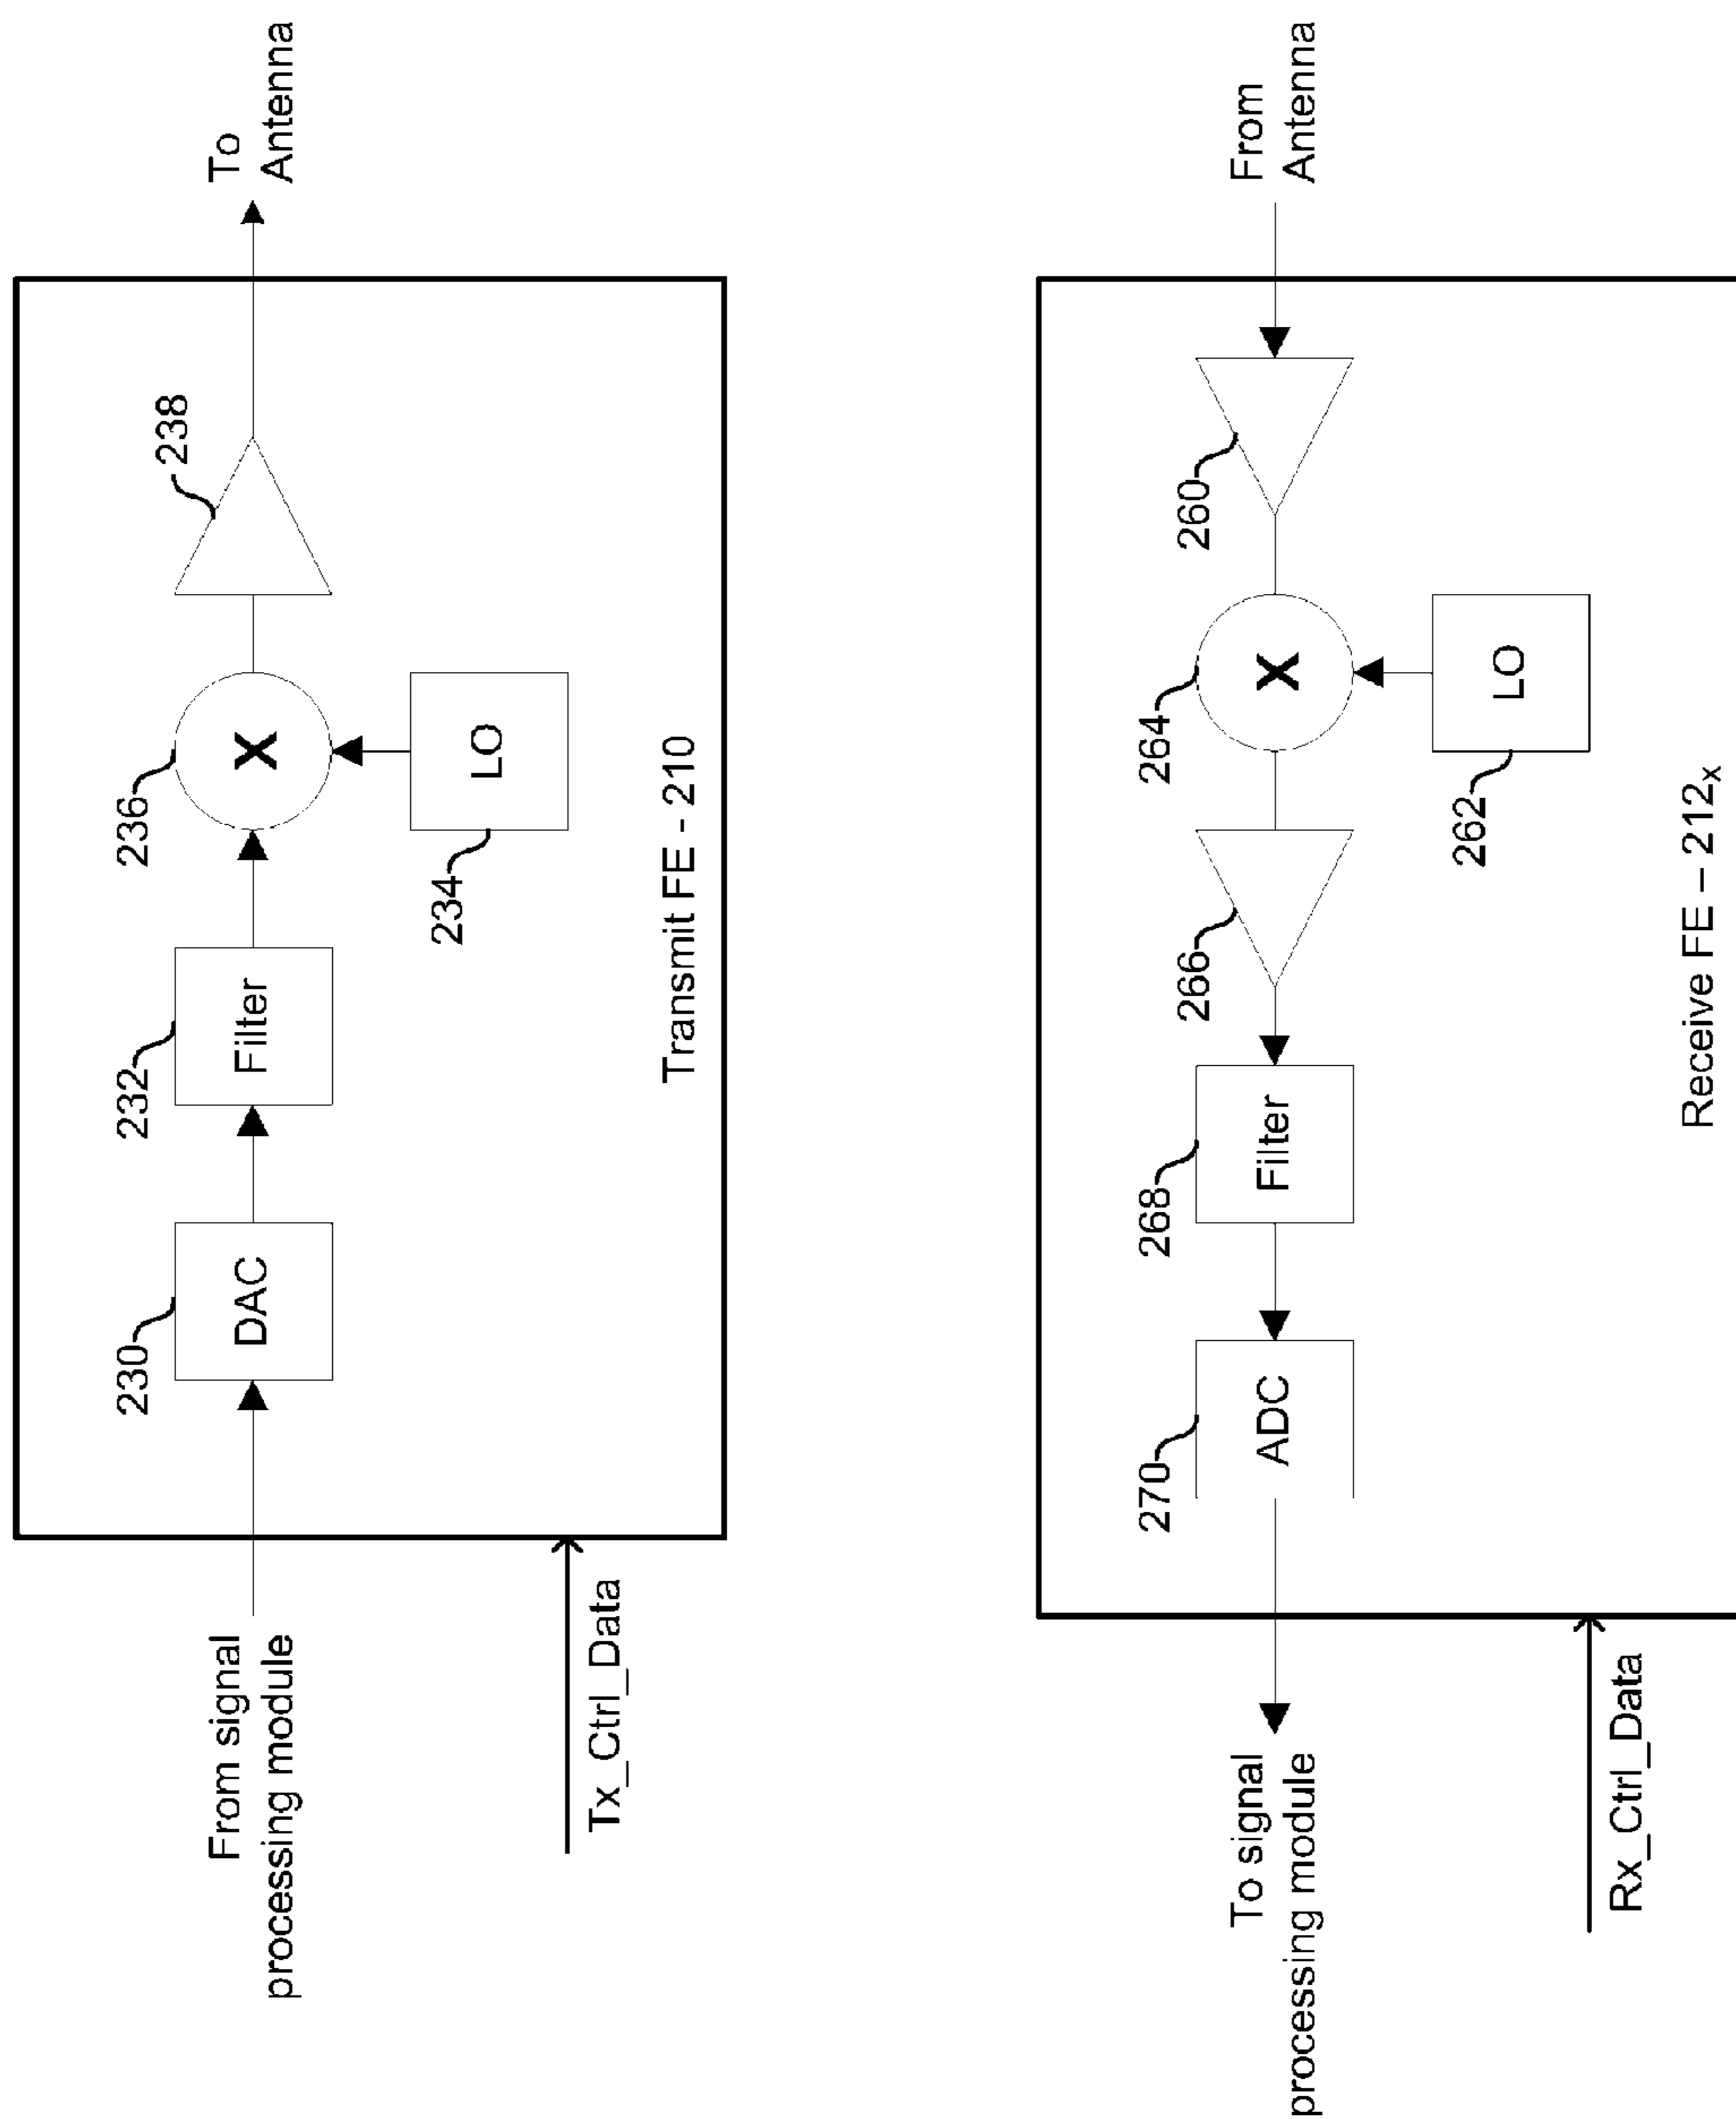 From signal
processing module
230
DAC
232
Filter
236
X
234
LO
238
To
Antenna
Tx_Ctrl_Data
Transmit FE - 210
To signal
processing module
270
ADC
268
Filter
266
264
X
262
LO
260
From
Antenna
Rx_Ctrl_Data
Receive FE – 212x